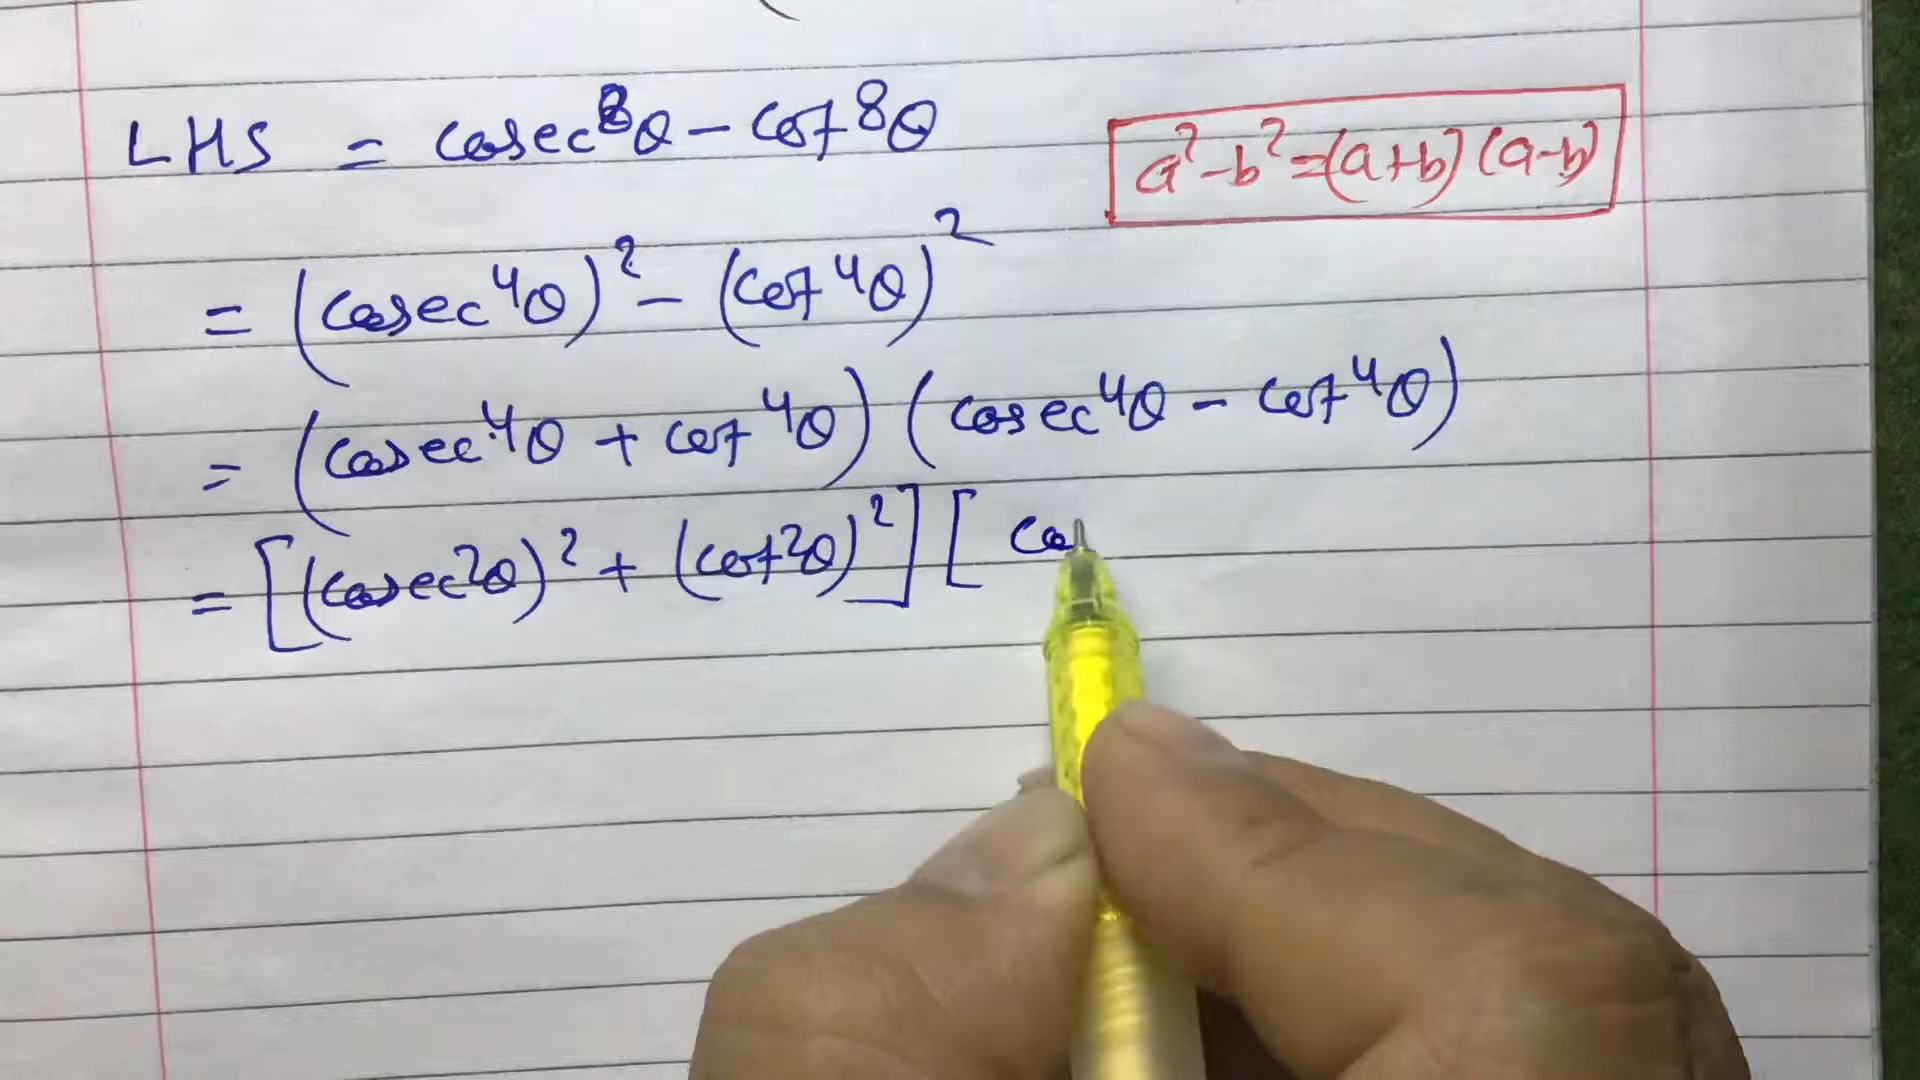 LHS = cosec⁸θ - cot⁸θ
a² - b² = (a+b) (a-b)
= (cosec⁴θ)² - (cot⁴θ)²
= (cosec⁴θ + cot⁴θ) (cosec⁴θ - cot⁴θ)
= [(cosec²θ)² + (cot²θ)²] [ co